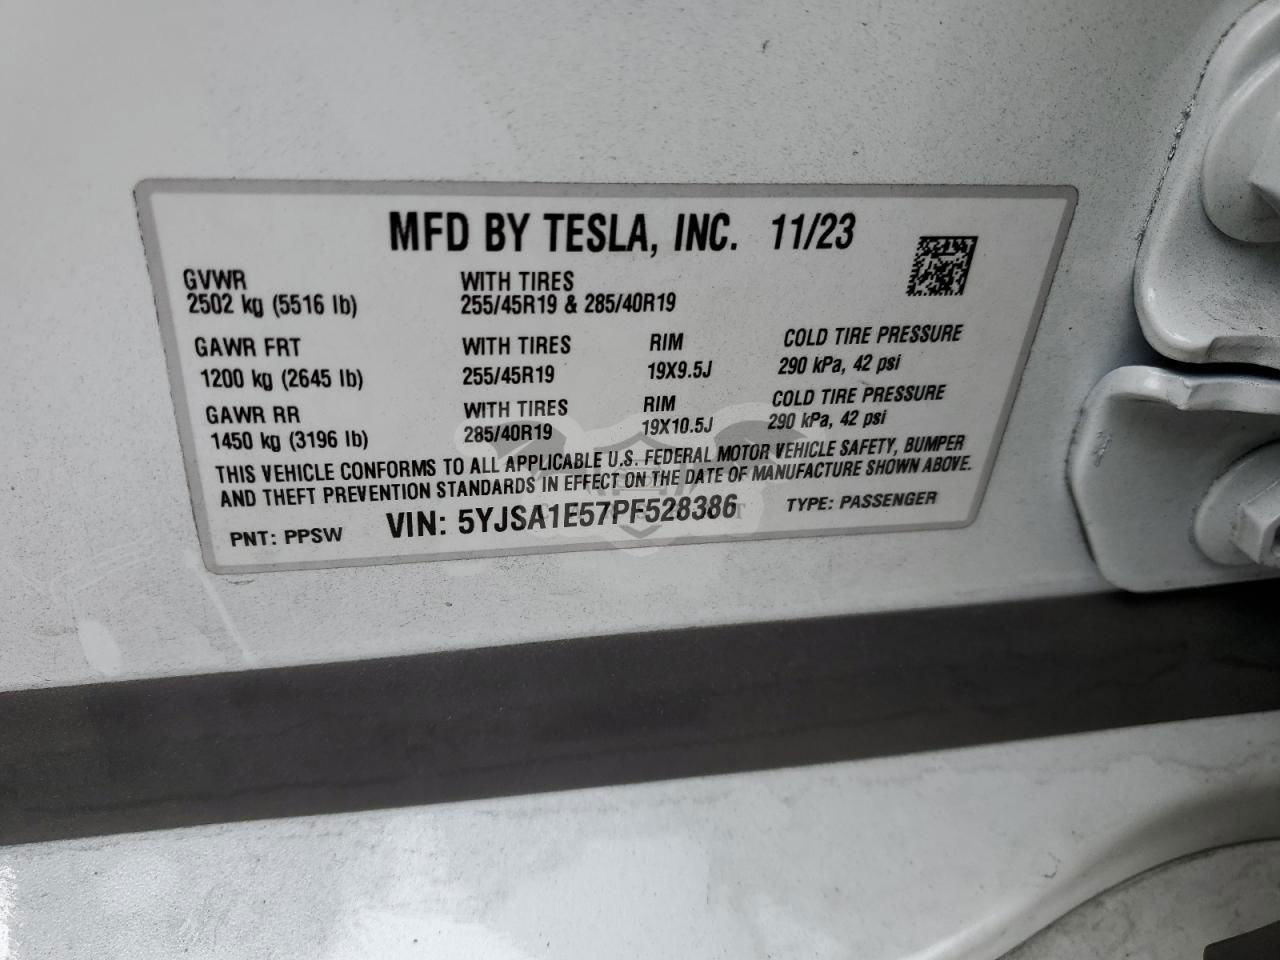 MFD BY TESLA, INC. 11/23
GVWR WITH TIRES
2502 kg (5516 lb) 255/45R19 & 285/40R19
GAWR FRT WITH TIRES RIM COLD TIRE PRESSURE
1200 kg (2645 lb) 255/45R19 19X9.5J 290 kPa, 42 psi
GAWR RR WITH TIRES RIM COLD TIRE PRESSURE
1450 kg (3196 lb) 285/40R19 19X10.5J 290 kPa, 42 psi
THIS VEHICLE CONFORMS TO ALL APPLICABLE U.S. FEDERAL MOTOR VEHICLE SAFETY, BUMPER
AND THEFT PREVENTION STANDARDS IN EFFECT ON THE DATE OF MANUFACTURE SHOWN ABOVE.
PNT: PPSW VIN: 5YJSA1E57PF528386 TYPE: PASSENGER